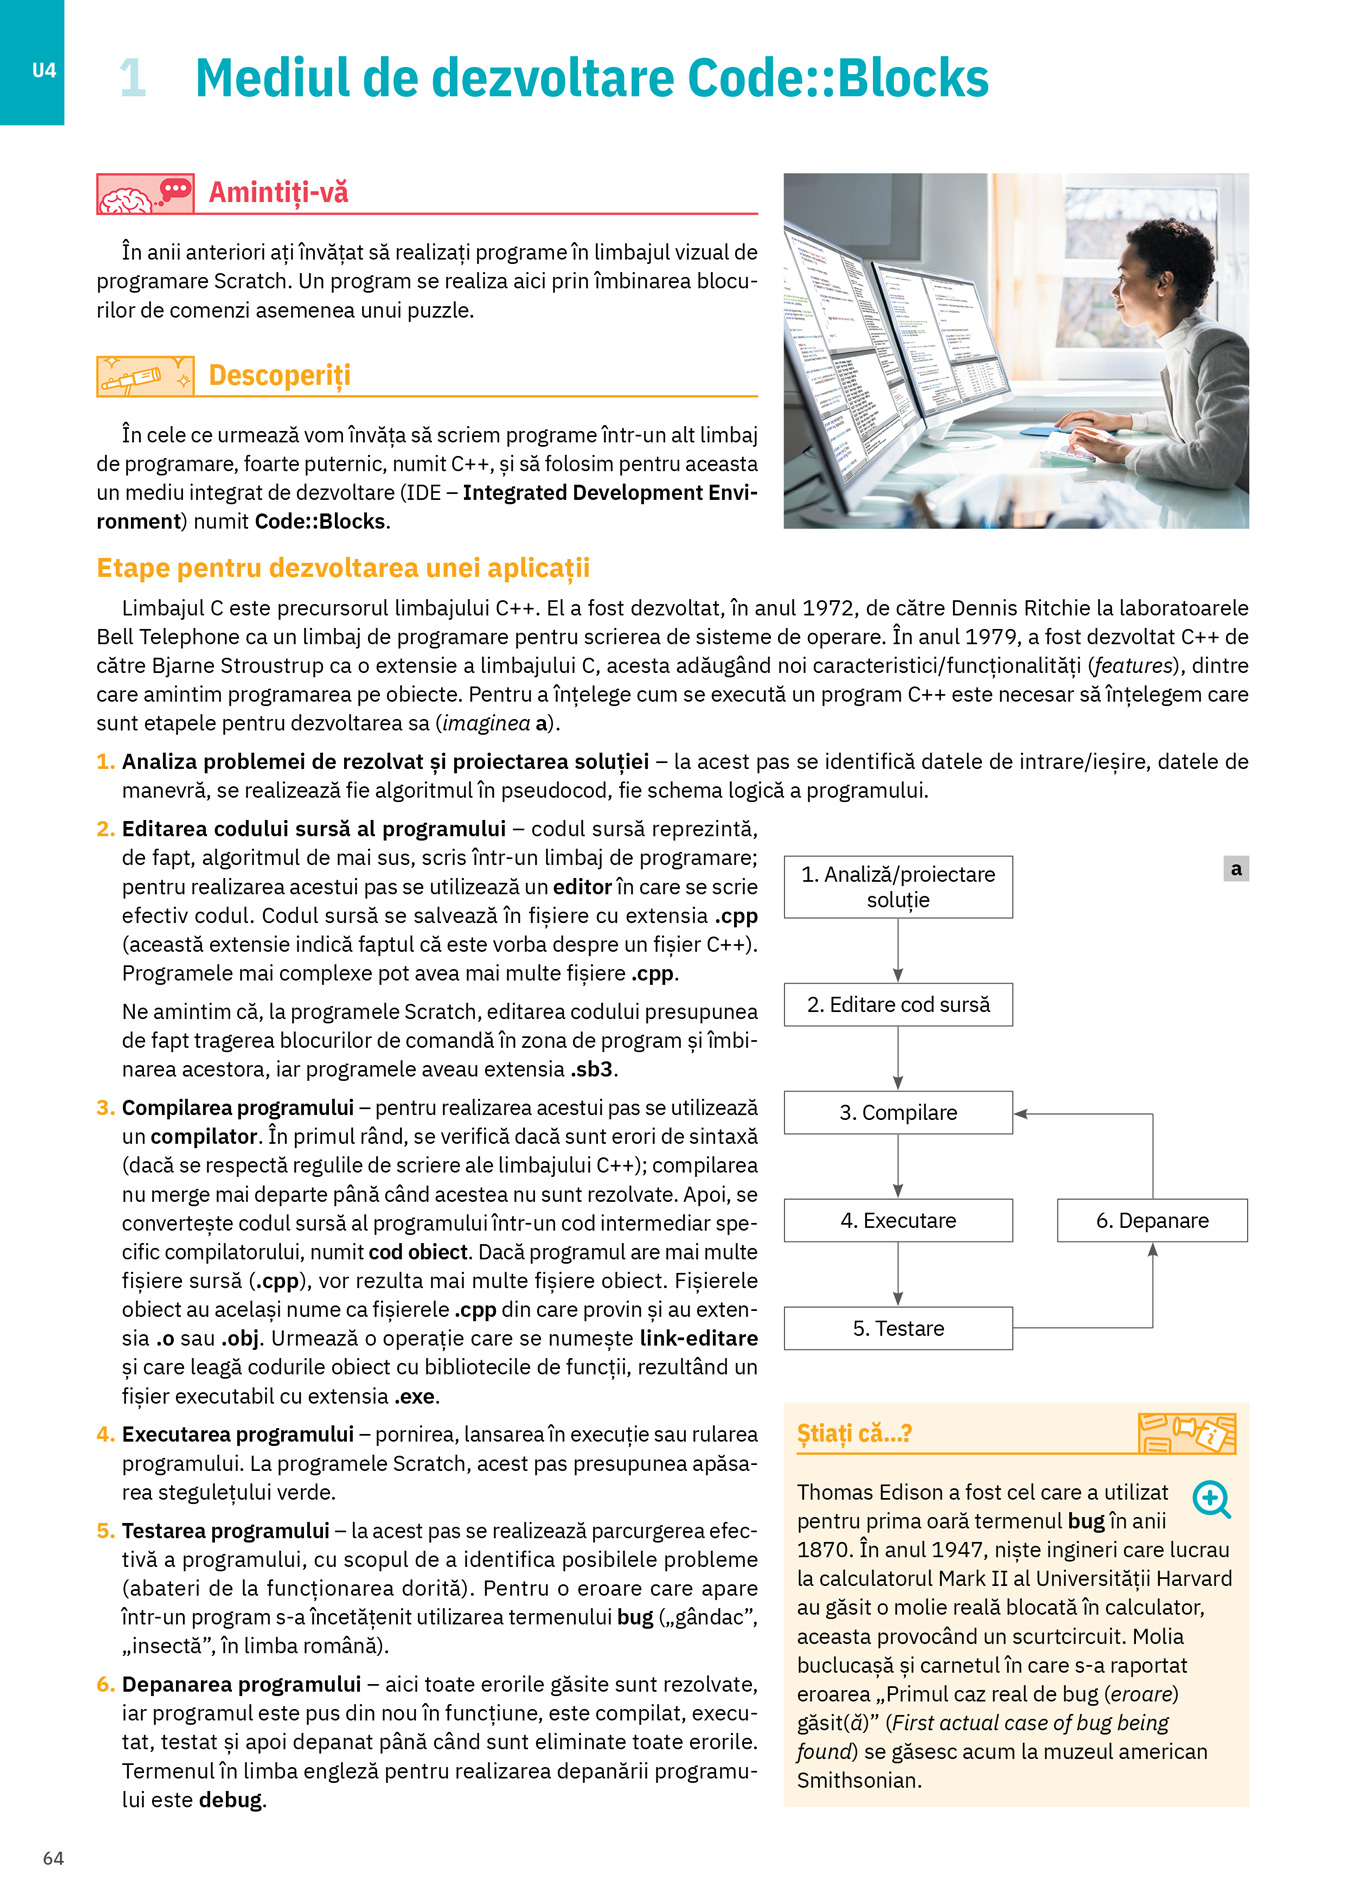 U4
1 Mediul de dezvoltare Code::Blocks
Amintiți-vă
În anii anteriori ați învățat să realizați programe în limbajul vizual de
programare Scratch. Un program se realiza aici prin îmbinarea blocu-
rilor de comenzi asemenea unui puzzle.
Descoperiți
În cele ce urmează vom învăța să scriem programe într-un alt limbaj
de programare, foarte puternic, numit C++, și să folosim pentru aceasta
un mediu integrat de dezvoltare (IDE – Integrated Development Envi-
ronment) numit Code::Blocks.
Etape pentru dezvoltarea unei aplicații
Limbajul C este precursorul limbajului C++. El a fost dezvoltat, în anul 1972, de către Dennis Ritchie la laboratoarele
Bell Telephone ca un limbaj de programare pentru scrierea de sisteme de operare. În anul 1979, a fost dezvoltat C++ de
către Bjarne Stroustrup ca o extensie a limbajului C, acesta adăugând noi caracteristici/funcționalități (features), dintre
care amintim programarea pe obiecte. Pentru a înțelege cum se execută un program C++ este necesar să înțelegem care
sunt etapele pentru dezvoltarea sa (imaginea a).
1. Analiza problemei de rezolvat și proiectarea soluției – la acest pas se identifică datele de intrare/ieșire, datele de
manevră, se realizează fie algoritmul în pseudocod, fie schema logică a programului.
2. Editarea codului sursă al programului – codul sursă reprezintă,
de fapt, algoritmul de mai sus, scris într-un limbaj de programare;
pentru realizarea acestui pas se utilizează un editor în care se scrie
efectiv codul. Codul sursă se salvează în fișiere cu extensia .cpp
(această extensie indică faptul că este vorba despre un fișier C++).
Programele mai complexe pot avea mai multe fișiere .cpp.
Ne amintim că, la programele Scratch, editarea codului presupunea
de fapt tragerea blocurilor de comandă în zona de program și îmbi-
narea acestora, iar programele aveau extensia .sb3.
3. Compilarea programului – pentru realizarea acestui pas se utilizează
un compilator. În primul rând, se verifică dacă sunt erori de sintaxă
(dacă se respectă regulile de scriere ale limbajului C++); compilarea
nu merge mai departe până când acestea nu sunt rezolvate. Apoi, se
convertește codul sursă al programului într-un cod intermediar spe-
cific compilatorului, numit cod obiect. Dacă programul are mai multe
fișiere sursă (.cpp), vor rezulta mai multe fișiere obiect. Fișierele
obiect au același nume ca fișierele .cpp din care provin și au exten-
sia .o sau .obj. Urmează o operație care se numește link-editare
și care leagă codurile obiect cu bibliotecile de funcții, rezultând un
fișier executabil cu extensia .exe.
4. Executarea programului – pornirea, lansarea în execuție sau rularea
programului. La programele Scratch, acest pas presupunea apăsa-
rea stegulețului verde.
5. Testarea programului – la acest pas se realizează parcurgerea efec-
tivă a programului, cu scopul de a identifica posibilele probleme
(abateri de la funcționarea dorită). Pentru o eroare care apare
într-un program s-a încetățenit utilizarea termenului bug („gândac”,
„insectă”, în limba română).
6. Depanarea programului – aici toate erorile găsite sunt rezolvate,
iar programul este pus din nou în funcțiune, este compilat, execu-
tat, testat și apoi depanat până când sunt eliminate toate erorile.
Termenul în limba engleză pentru realizarea depanării programu-
lui este debug.
a
1. Analiză/proiectare
soluție
2. Editare cod sursă
3. Compilare
4. Executare
6. Depanare
5. Testare
Știați că...?
Thomas Edison a fost cel care a utilizat
pentru prima oară termenul bug în anii
1870. În anul 1947, niște ingineri care lucrau
la calculatorul Mark II al Universității Harvard
au găsit o molie reală blocată în calculator,
aceasta provocând un scurtcircuit. Molia
buclucașă și carnetul în care s-a raportat
eroarea „Primul caz real de bug (eroare)
găsit(ă)” (First actual case of bug being
found) se găsesc acum la muzeul american
Smithsonian.
64